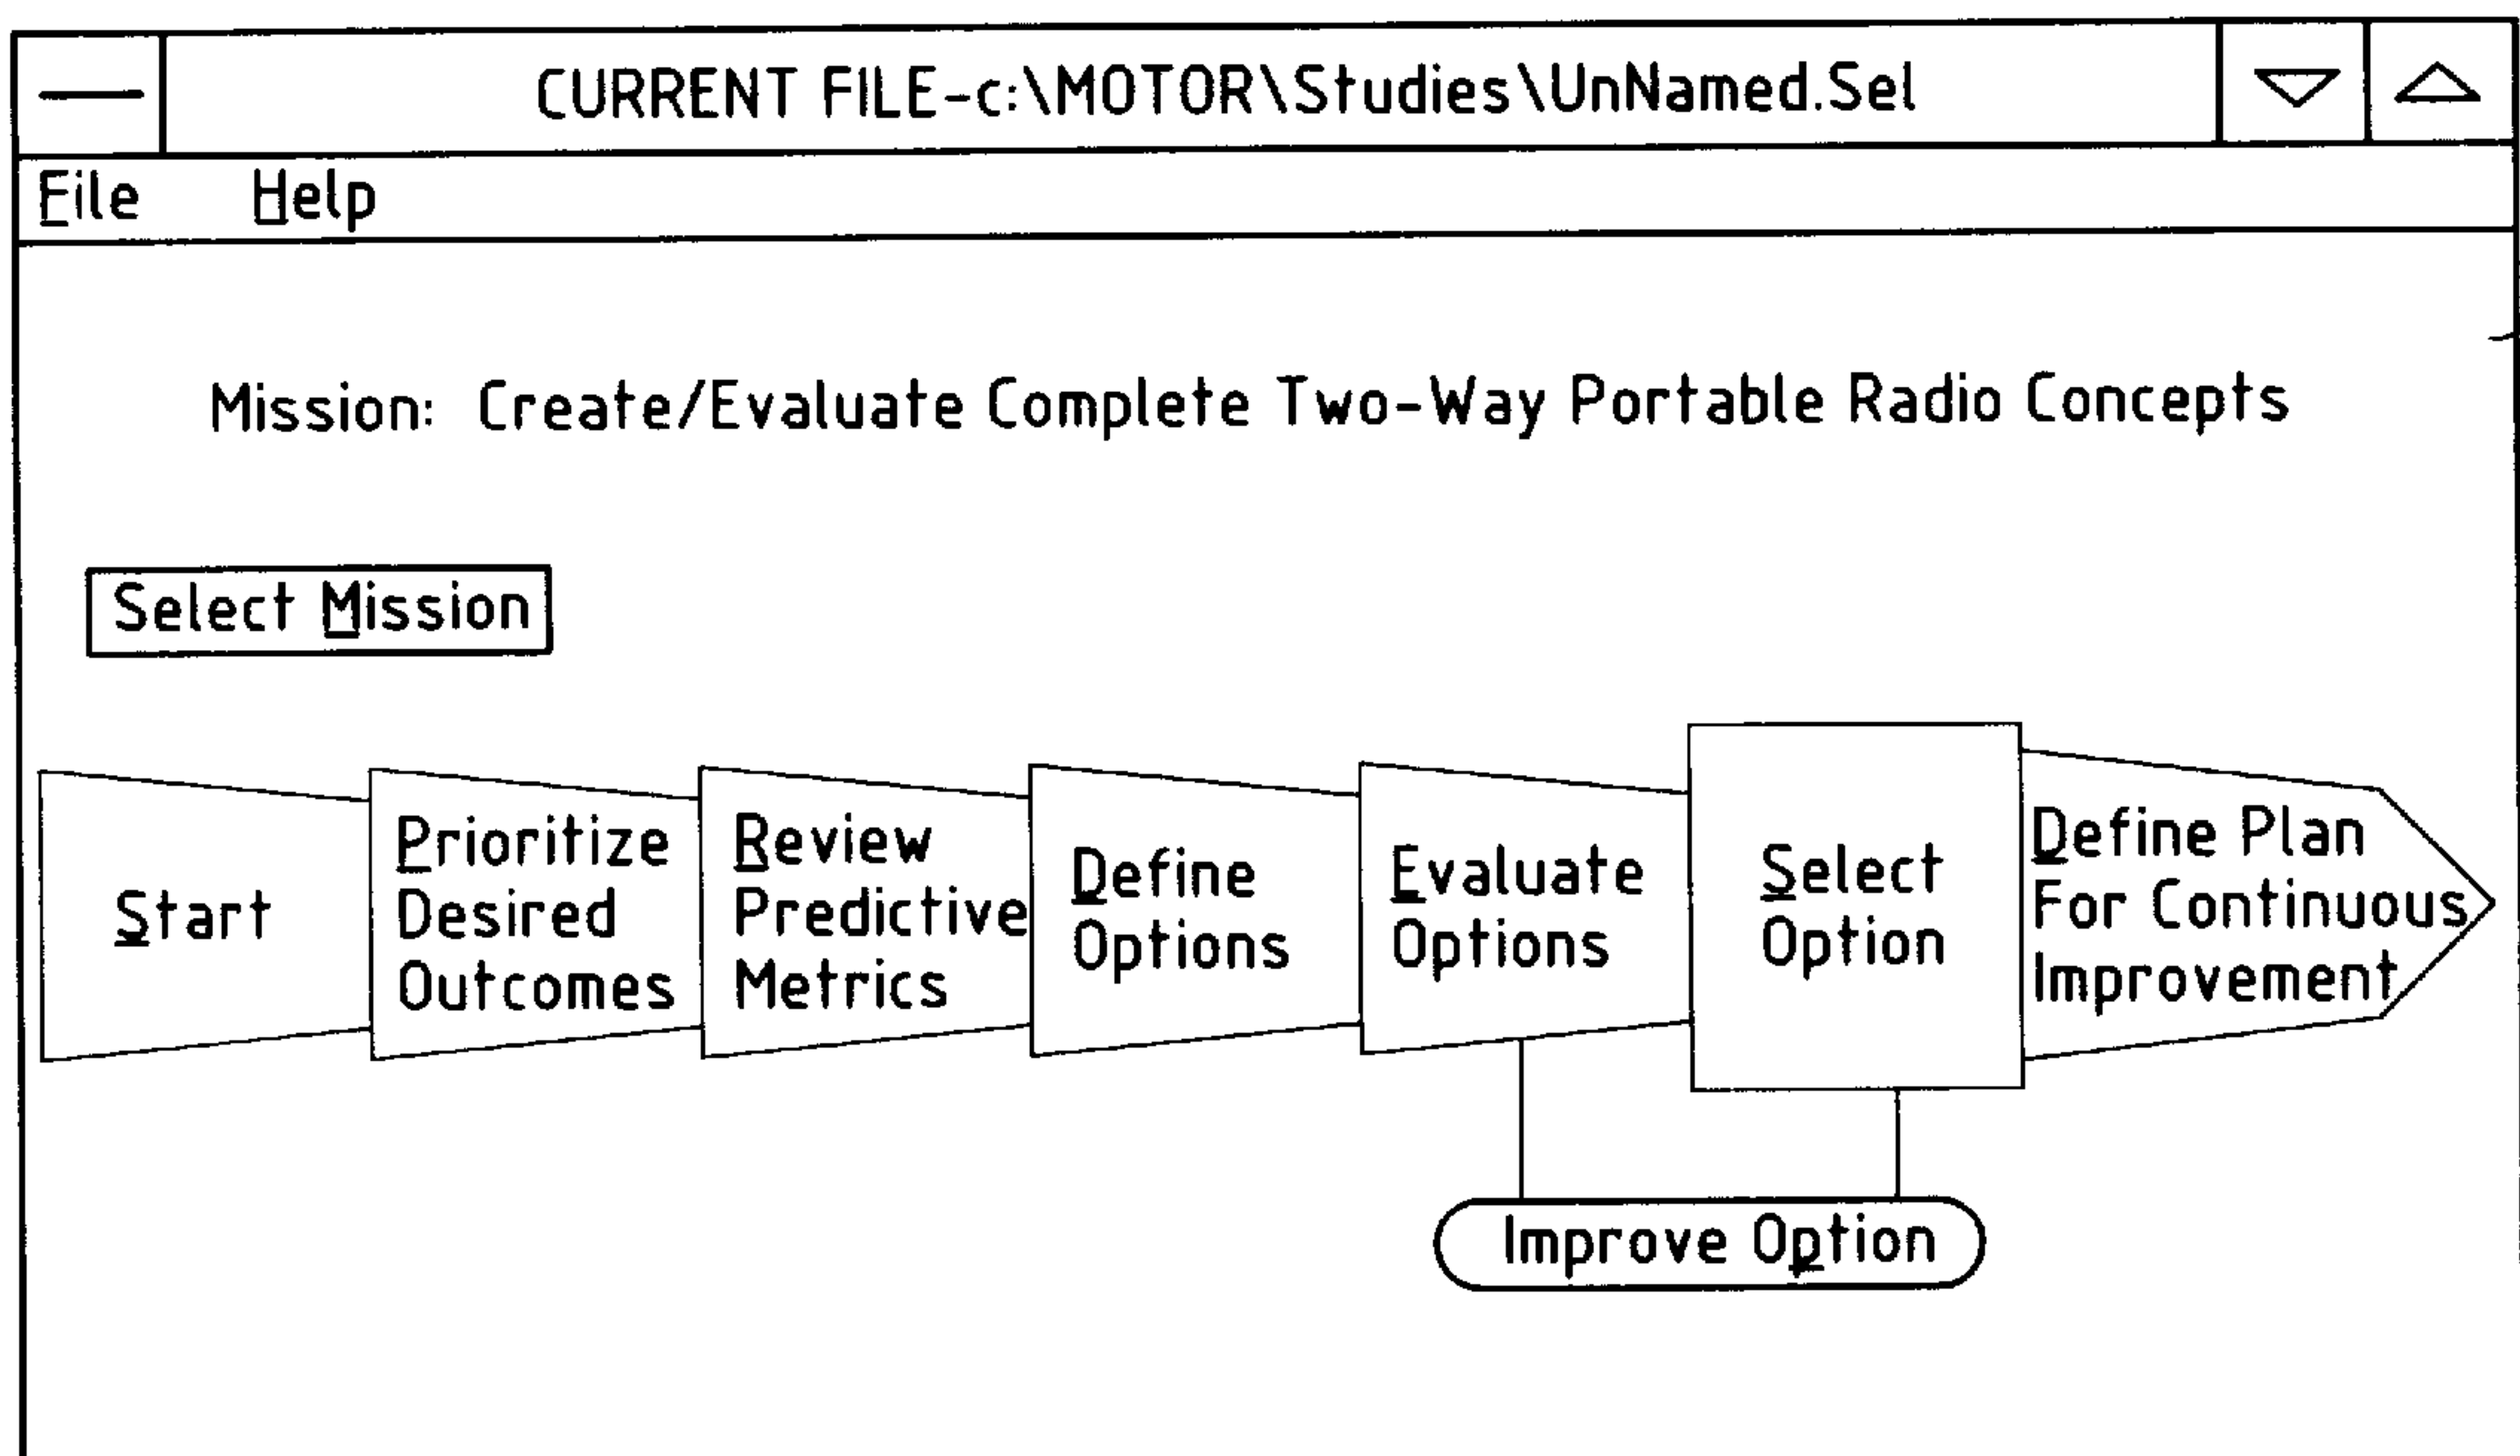 CURRENT FILE-c:\MOTOR\Studies\UnNamed.Sel
File Help
Mission: Create/Evaluate Complete Two-Way Portable Radio Concepts
Select Mission
Start
Prioritize
Desired
Outcomes
Review
Predictive
Metrics
Define
Options
Evaluate
Options
Select
Option
Define Plan
For Continuous
Improvement
Improve Option